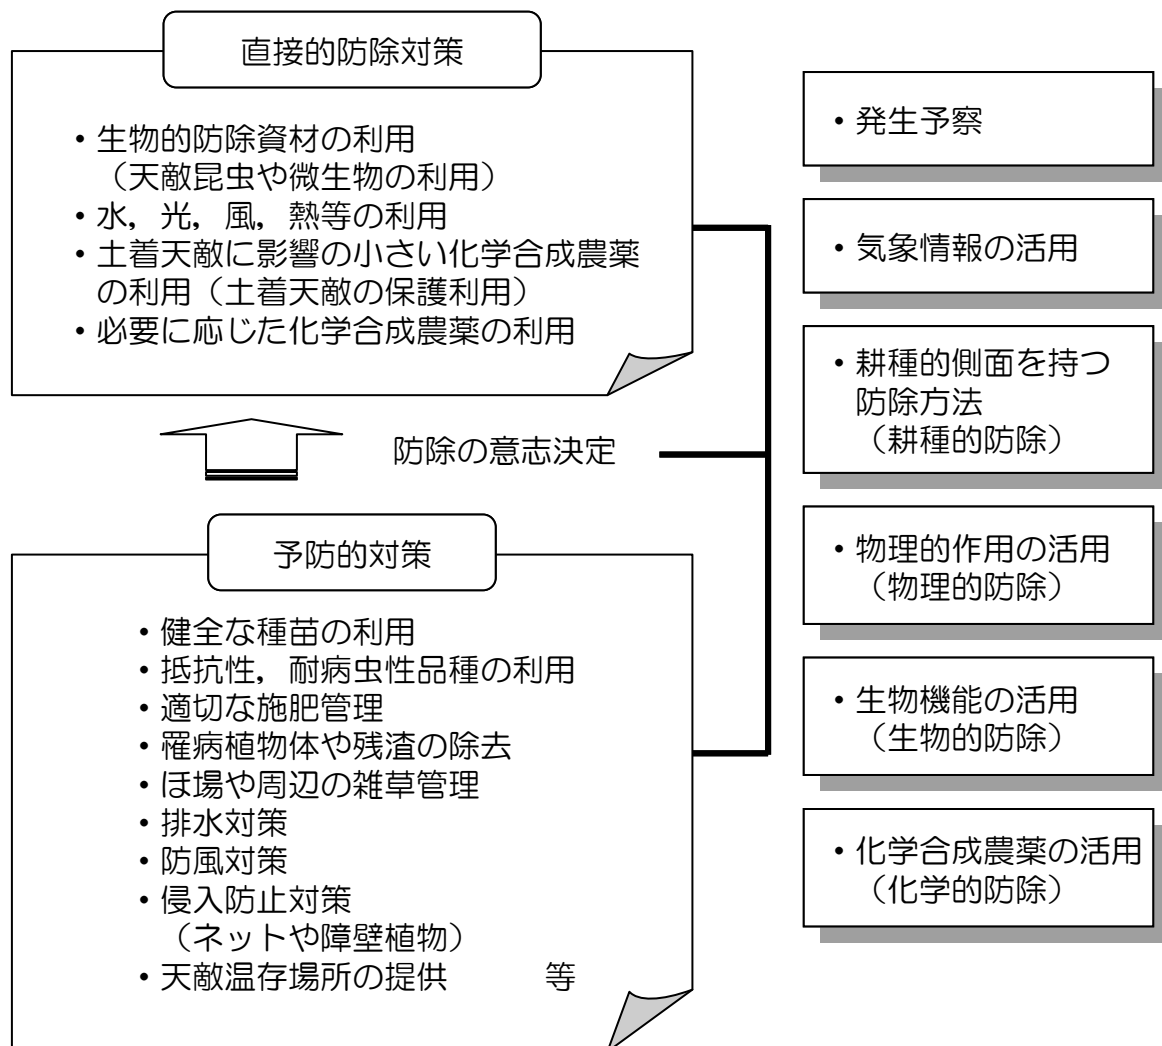 直接的防除対策
・生物的防除資材の利用
（天敵昆虫や微生物の利用）
・水，光，風，熱等の利用
・土着天敵に影響の小さい化学合成農薬
の利用（土着天敵の保護利用）
・必要に応じた化学合成農薬の利用
防除の意志決定
予防的対策
・健全な種苗の利用
・抵抗性，耐病虫性品種の利用
・適切な施肥管理
・罹病植物体や残渣の除去
・ほ場や周辺の雑草管理
・排水対策
・防風対策
・侵入防止対策
（ネットや障壁植物）
・天敵温存場所の提供　　　等
・発生予察
・気象情報の活用
・耕種的側面を持つ
防除方法
（耕種的防除）
・物理的作用の活用
（物理的防除）
・生物機能の活用
（生物的防除）
・化学合成農薬の活用
（化学的防除）